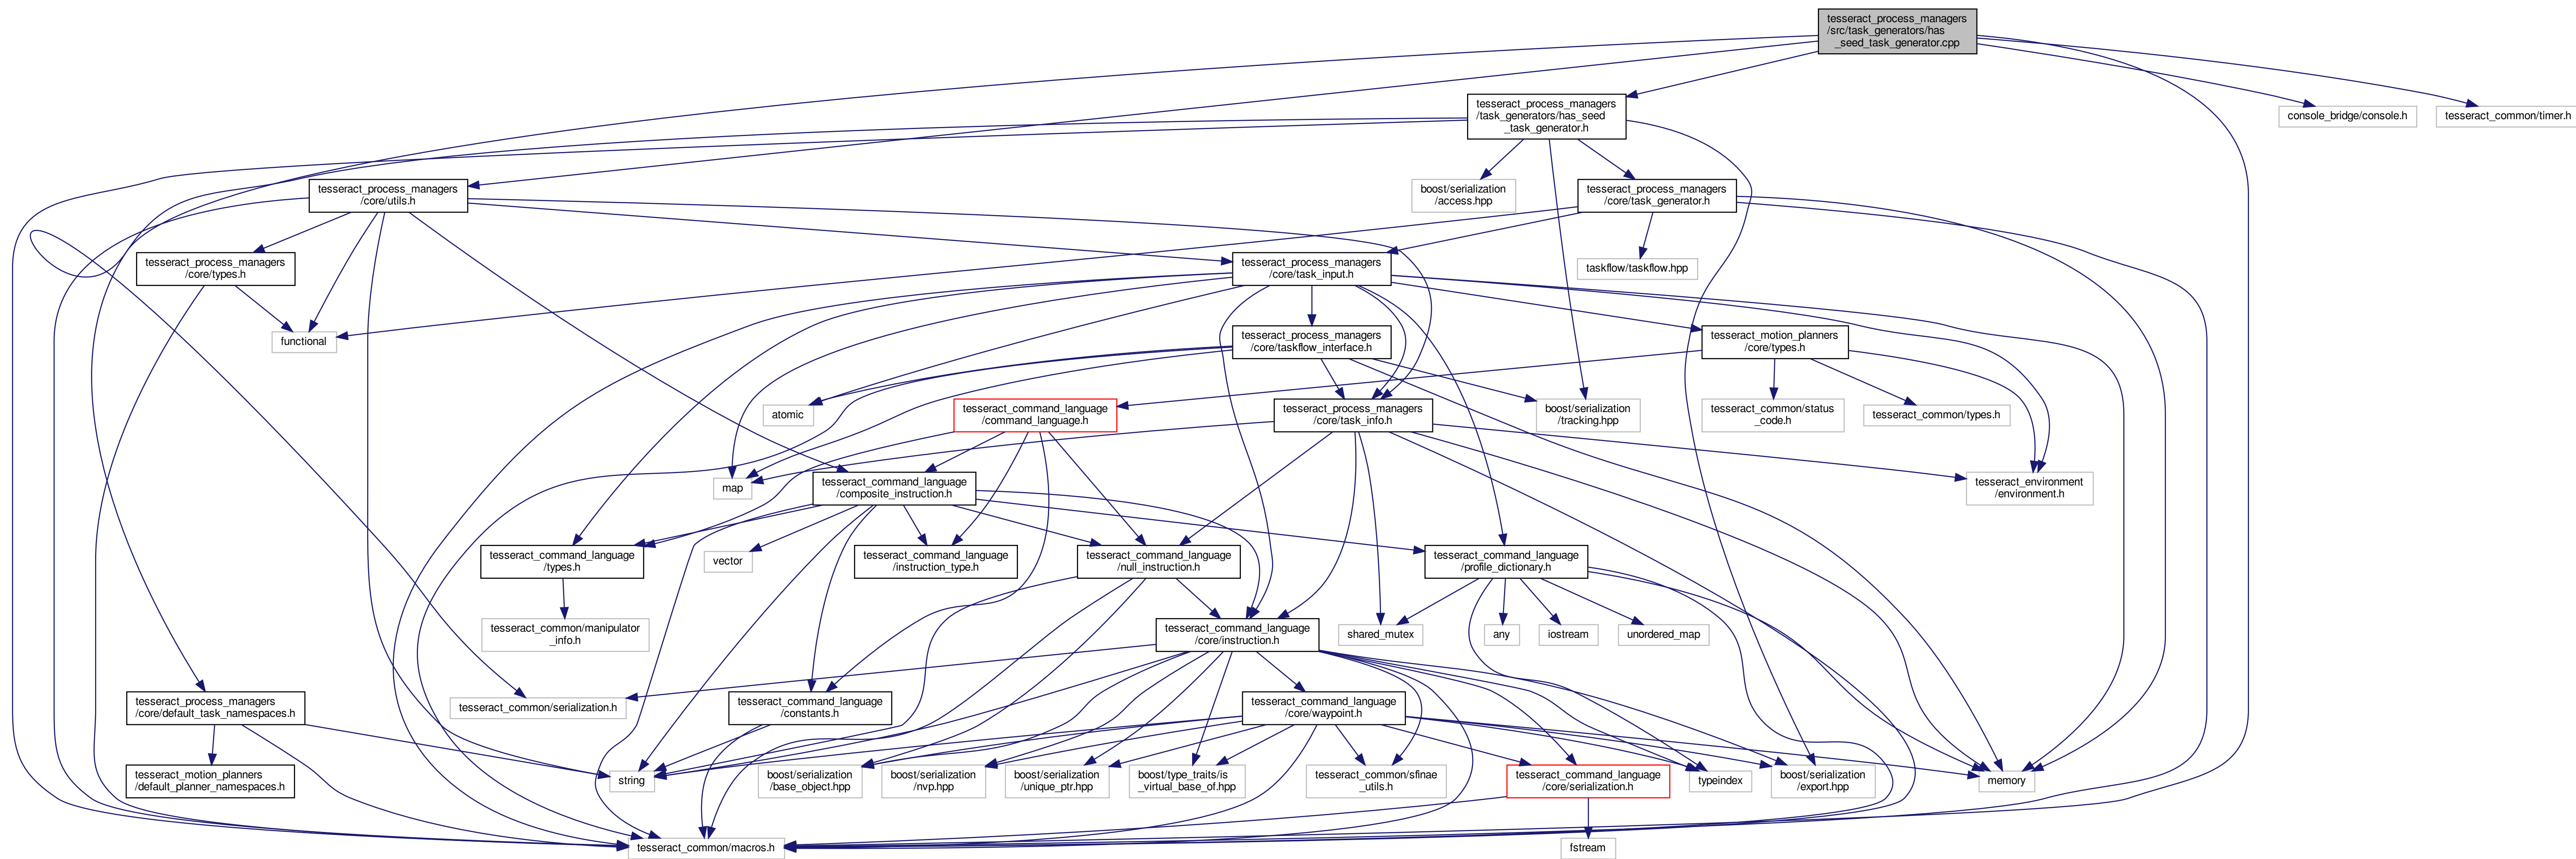 tesseract_process_managers
/src/task_generators/has
_seed_task_generator.cpp
tesseract_process_managers
/task_generators/has_seed
_task_generator.h
console_bridge/console.h
tesseract_common/timer.h
tesseract_process_managers
/core/utils.h
boost/serialization
/access.hpp
tesseract_process_managers
/core/task_generator.h
tesseract_process_managers
/core/types.h
tesseract_process_managers
/core/task_input.h
taskflow/taskflow.hpp
functional
tesseract_process_managers
/core/taskflow_interface.h
tesseract_motion_planners
/core/types.h
atomic
tesseract_command_language
/command_language.h
tesseract_process_managers
/core/task_info.h
boost/serialization
/tracking.hpp
tesseract_common/status
_code.h
tesseract_common/types.h
map
tesseract_command_language
/composite_instruction.h
tesseract_environment
/environment.h
tesseract_command_language
/types.h
vector
tesseract_command_language
/instruction_type.h
tesseract_command_language
/null_instruction.h
tesseract_command_language
/profile_dictionary.h
tesseract_common/manipulator
_info.h
tesseract_command_language
/core/instruction.h
shared_mutex
any
iostream
unordered_map
tesseract_process_managers
/core/default_task_namespaces.h
tesseract_common/serialization.h
tesseract_command_language
/constants.h
tesseract_command_language
/core/waypoint.h
tesseract_motion_planners
/default_planner_namespaces.h
string
boost/serialization
/base_object.hpp
boost/serialization
/nvp.hpp
boost/serialization
/unique_ptr.hpp
boost/type_traits/is
_virtual_base_of.hpp
tesseract_common/sfinae
_utils.h
tesseract_command_language
/core/serialization.h
typeindex
boost/serialization
/export.hpp
memory
tesseract_common/macros.h
fstream